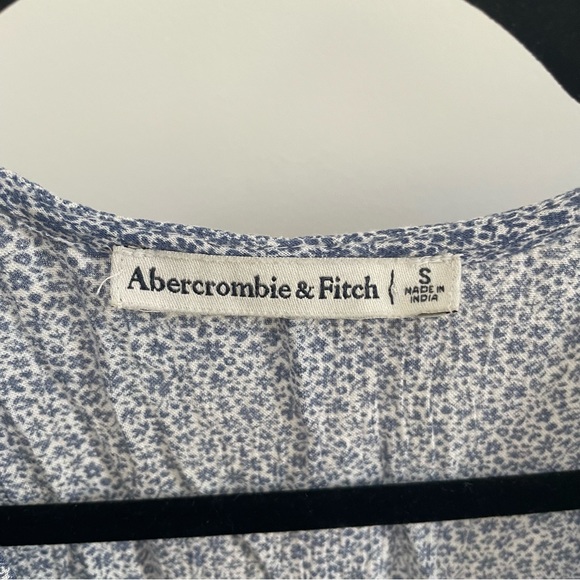 Abercrombie & Fitch
S
MADE IN
INDIA